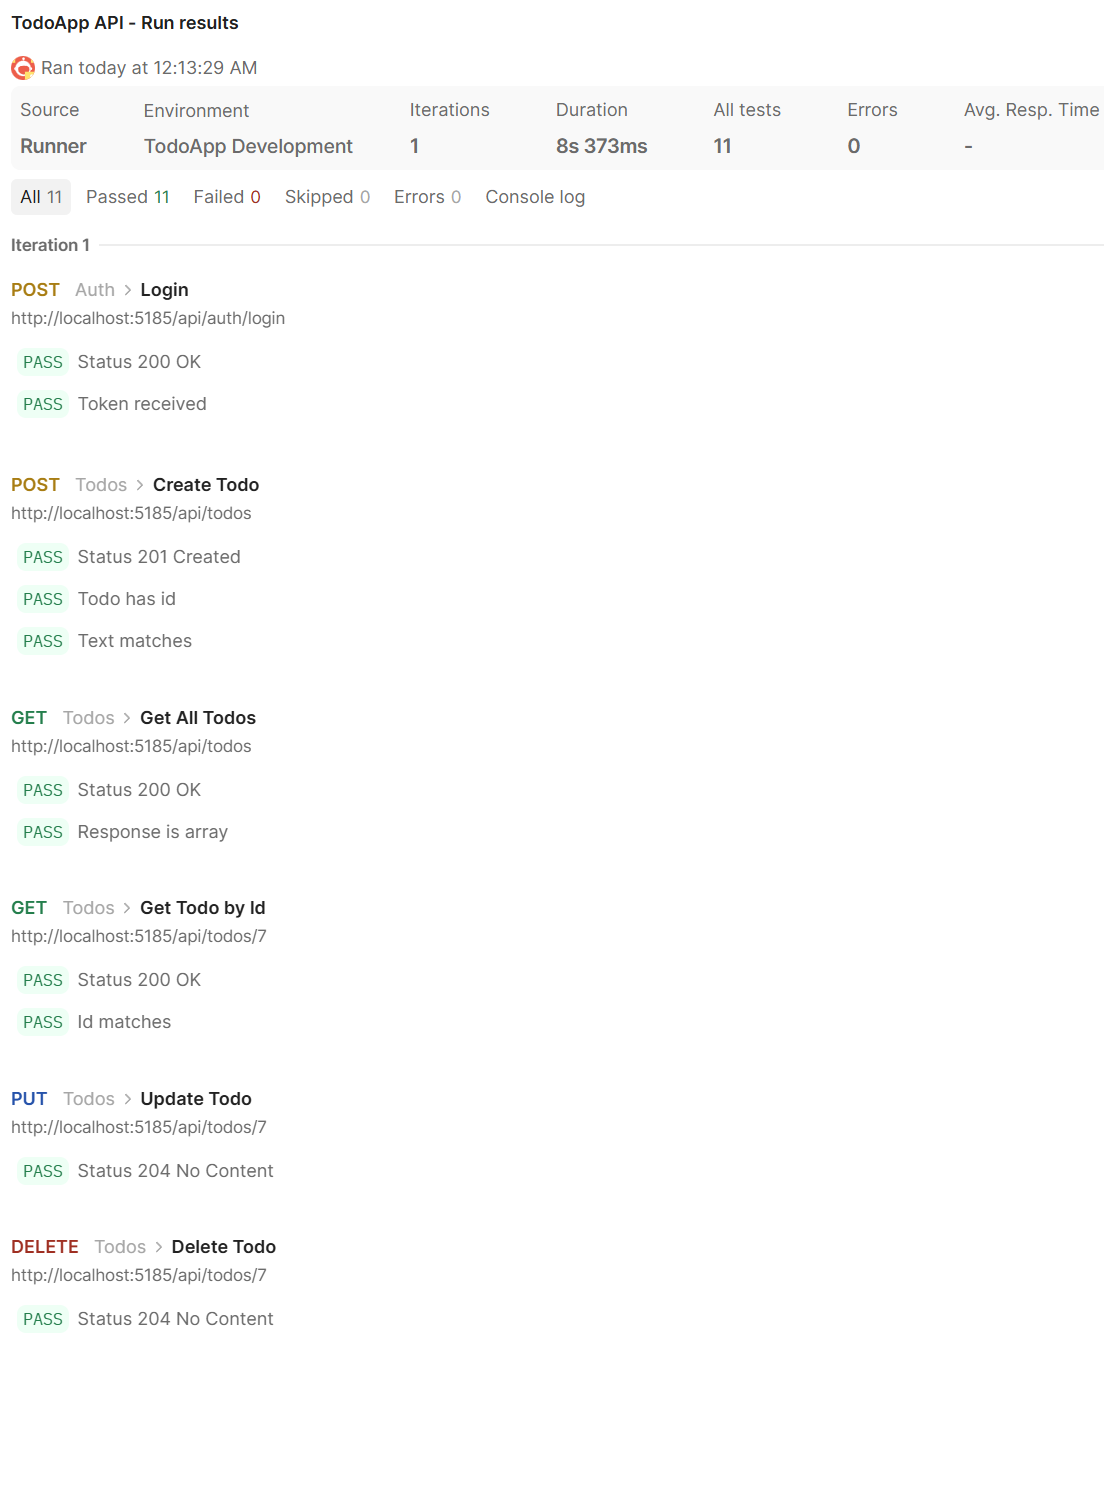 TodoApp API - Run results
Ran today at 12:13:29 AM
Source Environment Iterations Duration All tests Errors Avg. Resp. Time
Runner TodoApp Development 1 8s 373ms 11 0 -
All 11 Passed 11 Failed 0 Skipped 0 Errors 0 Console log
Iteration 1
POST Auth > Login
http://localhost:5185/api/auth/login
PASS Status 200 OK
PASS Token received
POST Todos > Create Todo
http://localhost:5185/api/todos
PASS Status 201 Created
PASS Todo has id
PASS Text matches
GET Todos > Get All Todos
http://localhost:5185/api/todos
PASS Status 200 OK
PASS Response is array
GET Todos > Get Todo by Id
http://localhost:5185/api/todos/7
PASS Status 200 OK
PASS Id matches
PUT Todos > Update Todo
http://localhost:5185/api/todos/7
PASS Status 204 No Content
DELETE Todos > Delete Todo
http://localhost:5185/api/todos/7
PASS Status 204 No Content